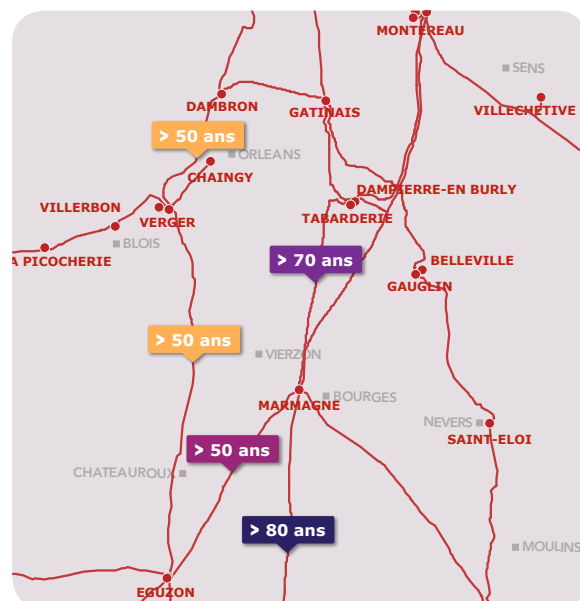 MONTEREAU
SENS
DAMBRON
GATINAIS
VILLECHETIVE
> 50 ans
ORLEANS
CHAINGY
DAMPIERRE-EN BURLY
VILLERBON
TABARDERIE
VERGER
BLOIS
A PICOCHERIE
> 70 ans
BELLEVILLE
GAUGLIN
> 50 ans
VIERZON
MARMAGNE
BOURGES
NEVERS
SAINT-ELOI
> 50 ans
CHATEAUROUX
> 80 ans
MOULINS
EGUZON